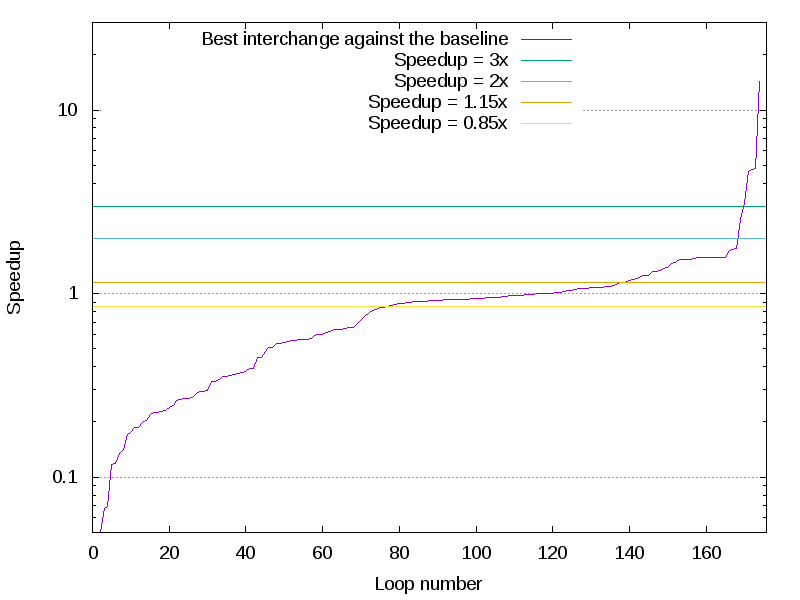 Best interchange against the baseline
Speedup = 3x
Speedup = 2x
Speedup = 1.15x
Speedup = 0.85x
10
1
0.1
Speedup
0 20 40 60 80 100 120 140 160
Loop number